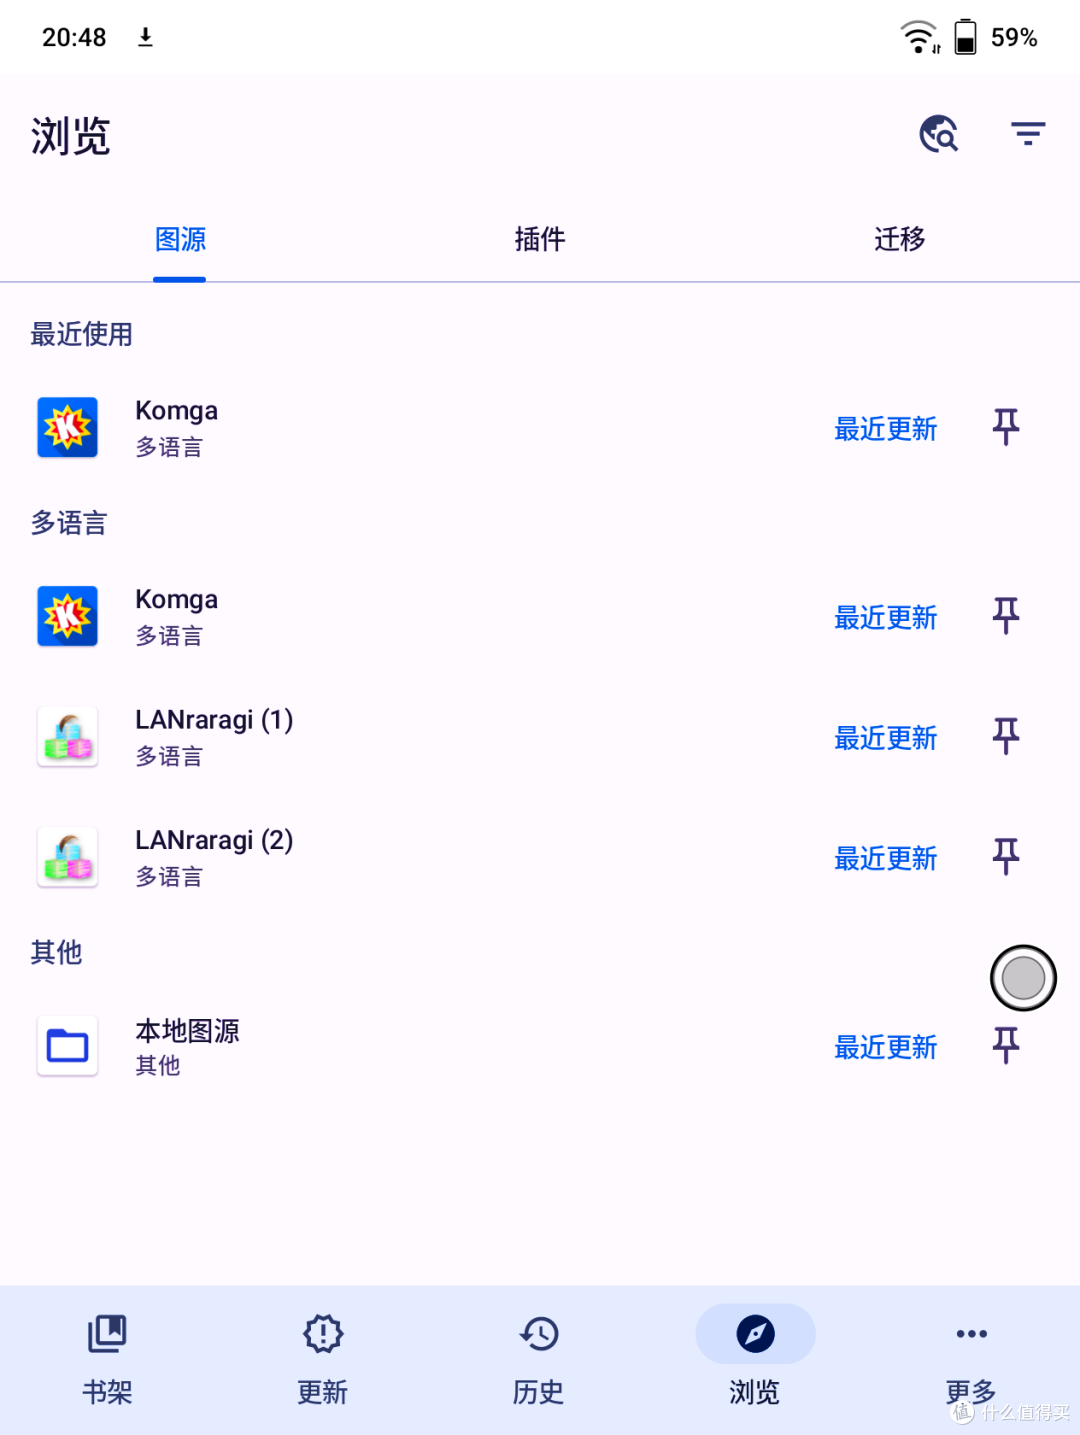 20:48
59%
浏览
图源
插件
迁移
最近使用
Komga
多语言
最近更新
多语言
Komga
多语言
最近更新
LANraragi (1)
多语言
最近更新
LANraragi (2)
多语言
最近更新
其他
本地图源
其他
最近更新
书架
更新
历史
浏览
更多
值 什么值得买